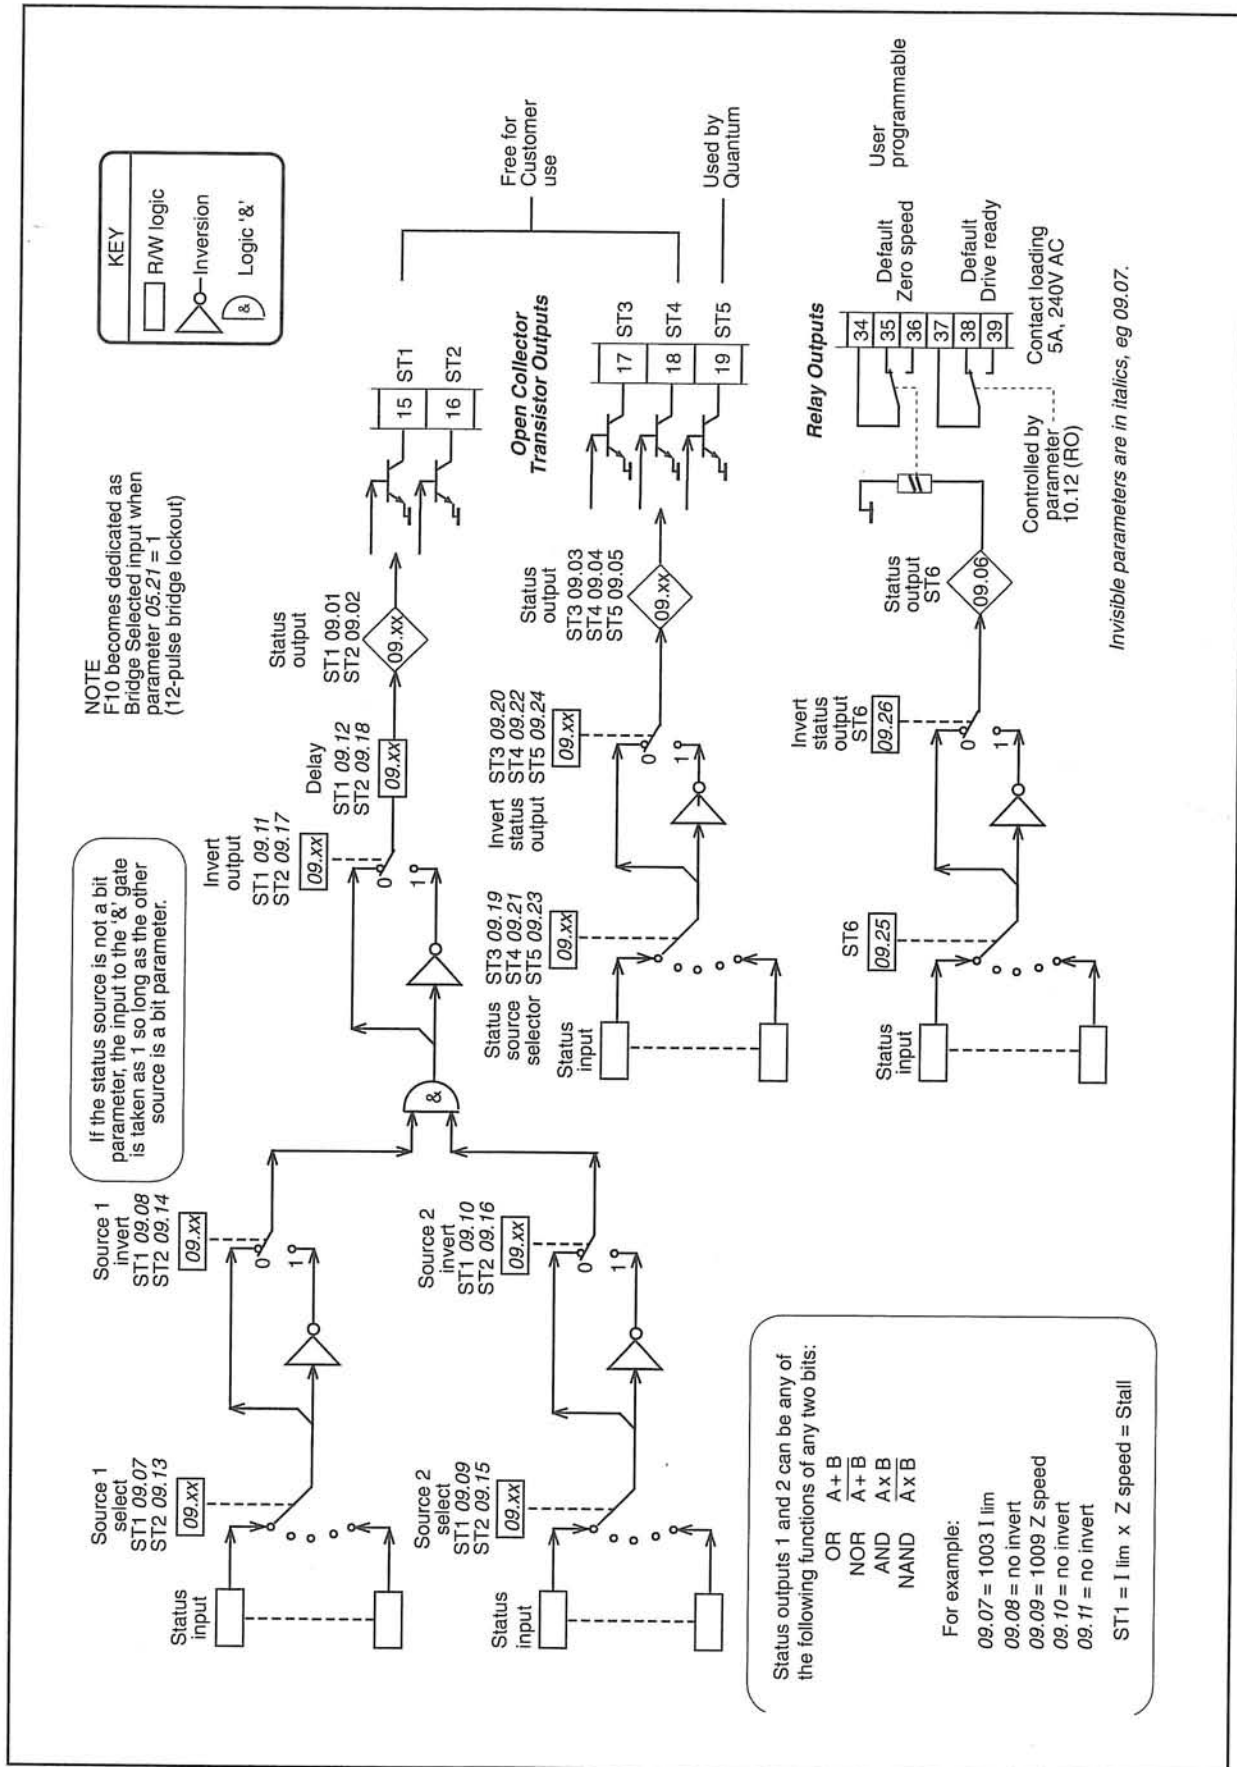 NOTE
F10 becomes dedicated as
Bridge Selected input when
parameter 05.21 = 1
(12-pulse bridge lockout)
KEY
R/W logic
Inversion
&
Logic '&'
If the status source is not a bit
parameter, the input to the '&' gate
is taken as 1 so long as the other
source is a bit parameter.
Source 1
select
ST1 09.07
ST2 09.13
09.xx
Status
input
Source 1
invert
ST1 09.08
ST2 09.14
09.xx
0
1
Source 2
select
ST1 09.09
ST2 09.15
09.xx
Status
input
Source 2
invert
ST1 09.10
ST2 09.16
09.xx
0
1
&
Invert
output
ST1 09.11
ST2 09.17
09.xx
0
1
Delay
ST1 09.12
ST2 09.18
09.xx
Status
output
ST1 09.01
ST2 09.02
09.xx
15
ST1
16
ST2
Free for
Customer
use
Status
source
selector
ST3 09.19
ST4 09.21
ST5 09.23
09.xx
Status
input
Invert
status
output
ST3 09.20
ST4 09.22
ST5 09.24
09.xx
0
1
Status
output
ST3 09.03
ST4 09.04
ST5 09.05
09.xx
Open Collector
Transistor Outputs
17
ST3
18
ST4
19
ST5
Used by
Quantum
Status
input
ST6
09.25
Invert
status
output
ST6
09.26
0
1
Status
output
ST6
09.06
Relay Outputs
34
35
36
37
38
39
Default
Zero speed
Default
Drive ready
User
programmable
Controlled by
parameter
10.12 (RO)
Contact loading
5A, 240V AC
Invisible parameters are in italics, eg 09.07.
Status outputs 1 and 2 can be any of
the following functions of any two bits:
OR A + B
NOR A + B
AND A x B
NAND A x B
For example:
09.07 = 1003 I lim
09.08 = no invert
09.09 = 1009 Z speed
09.10 = no invert
09.11 = no invert
ST1 = I lim x Z speed = Stall